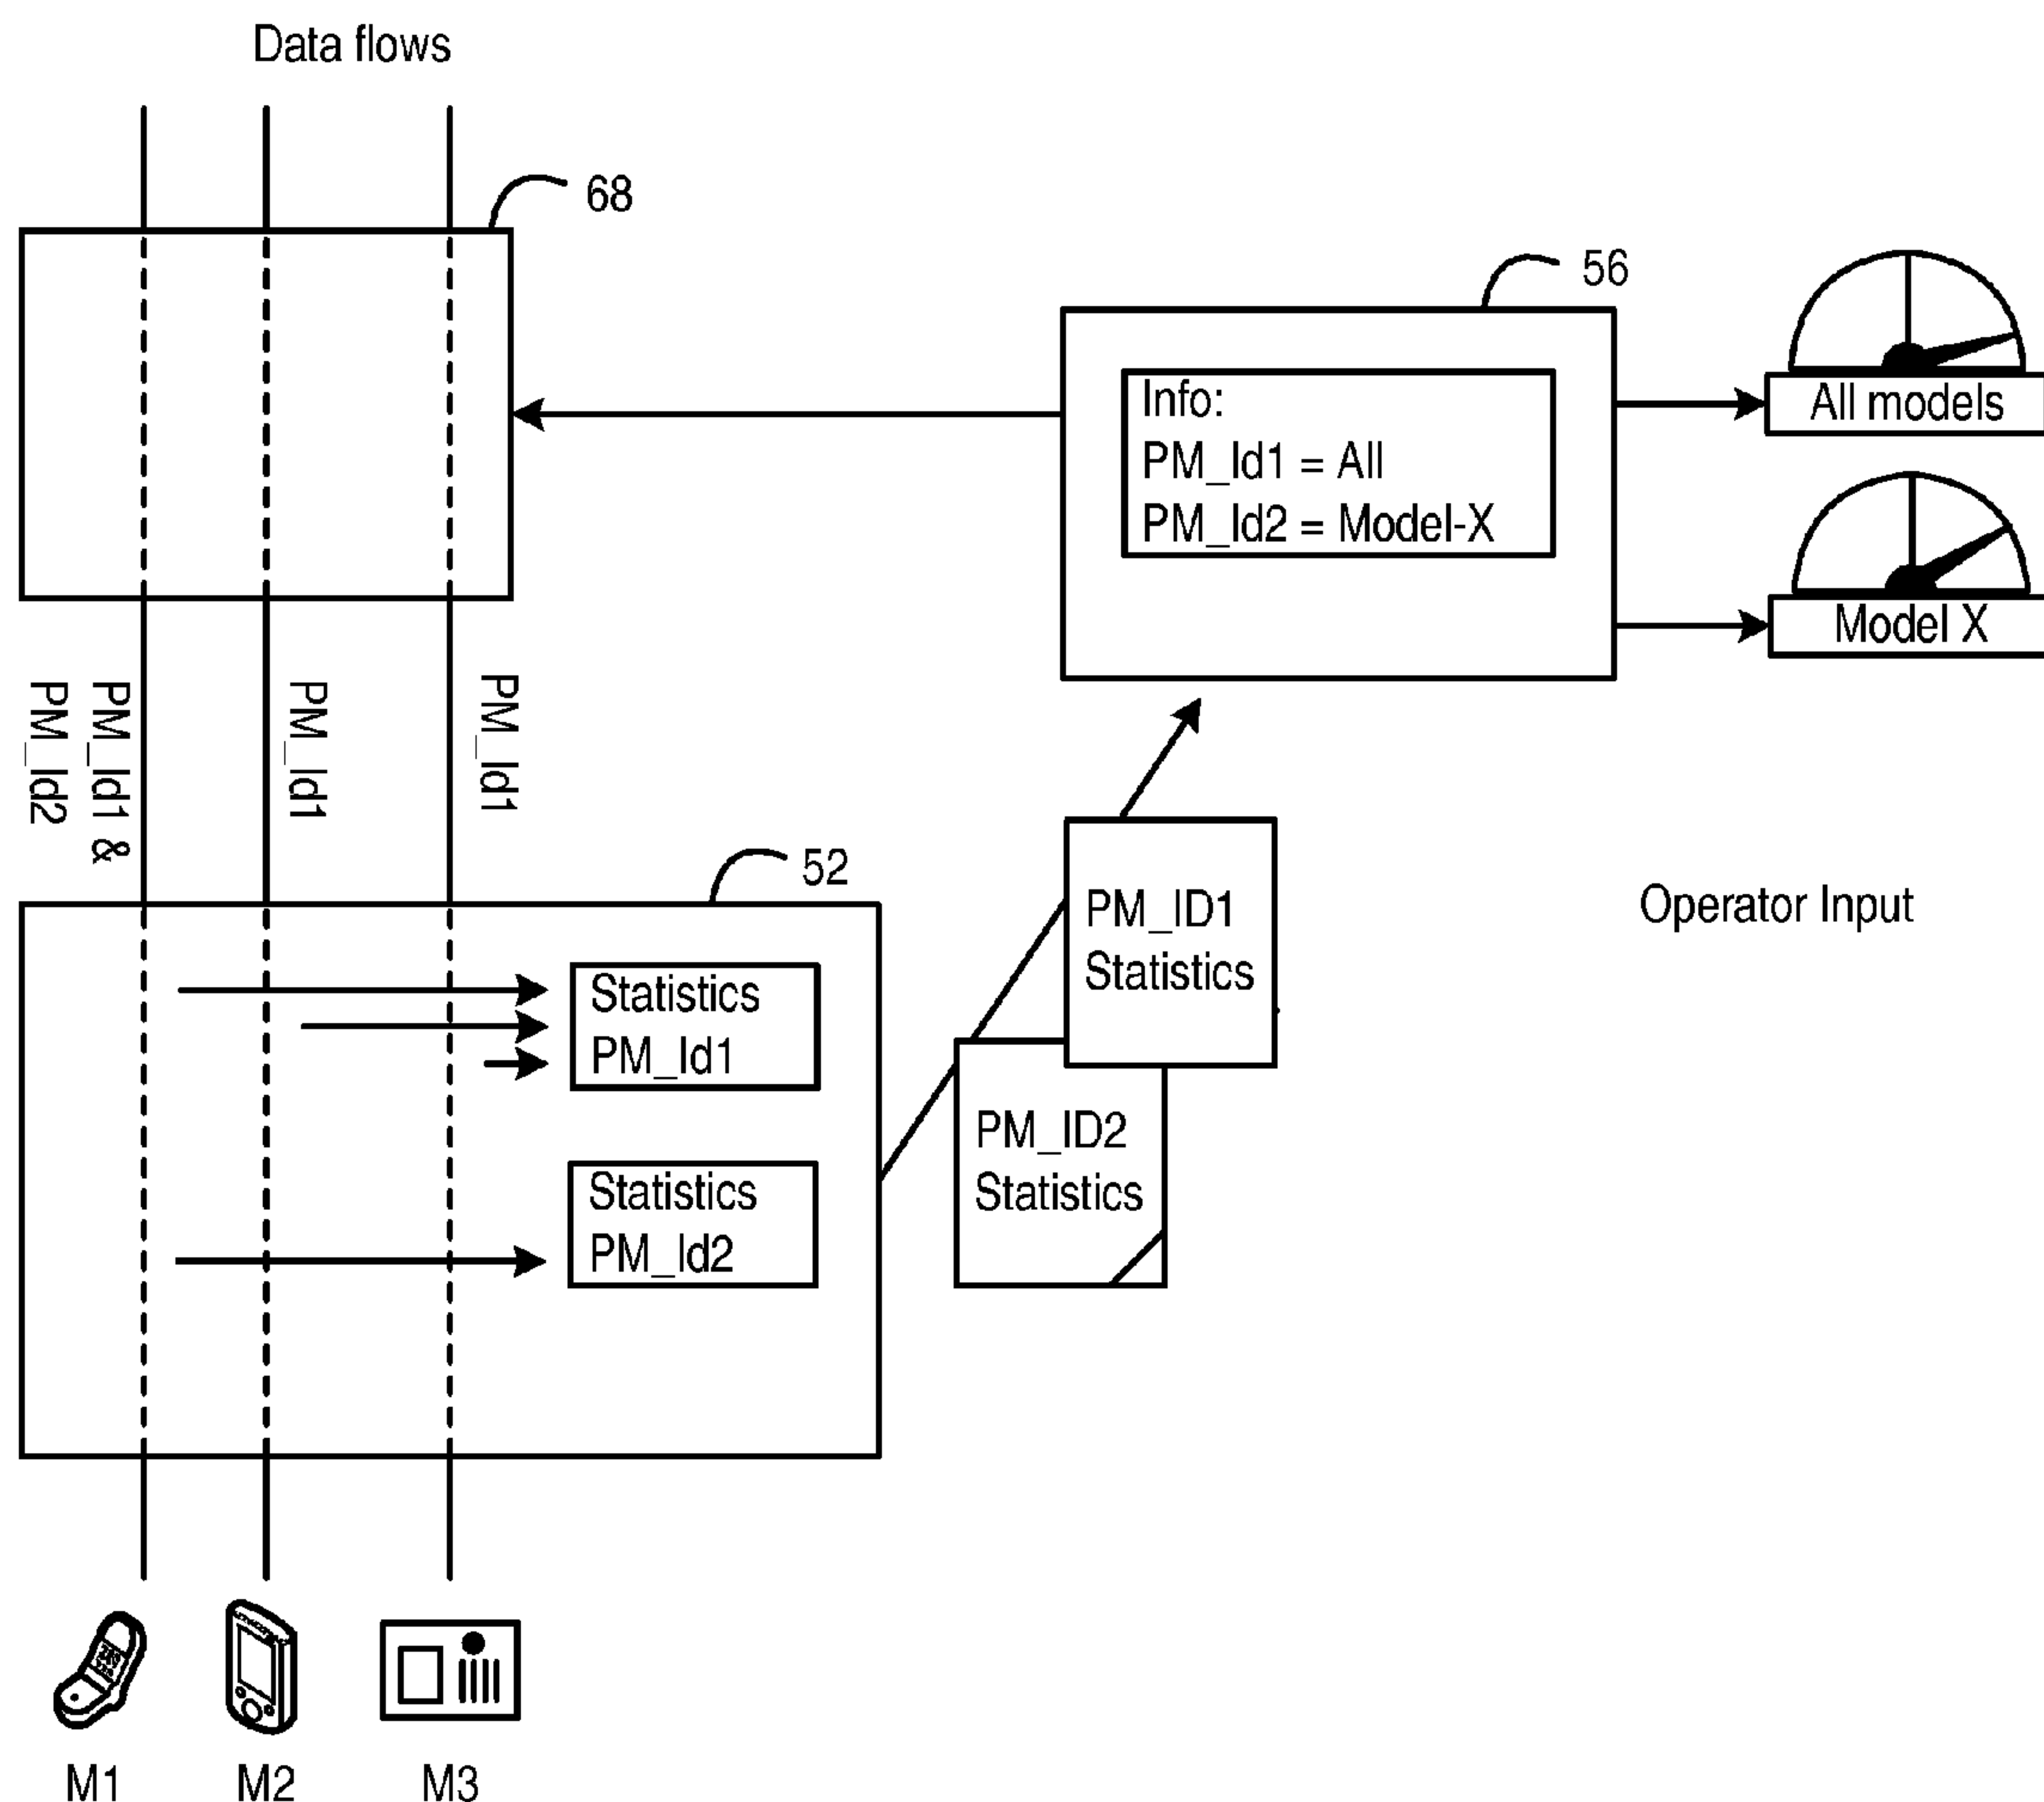 Data flows
68
56
Info:
PM_Id1 = All
PM_Id2 = Model-X
All models
Model X
PM_Id1 &
PM_Id2
PM_Id1
PM_Id1
52
Statistics
PM_Id1
Statistics
PM_Id2
PM_ID1
Statistics
PM_ID2
Statistics
Operator Input
M1
M2
M3